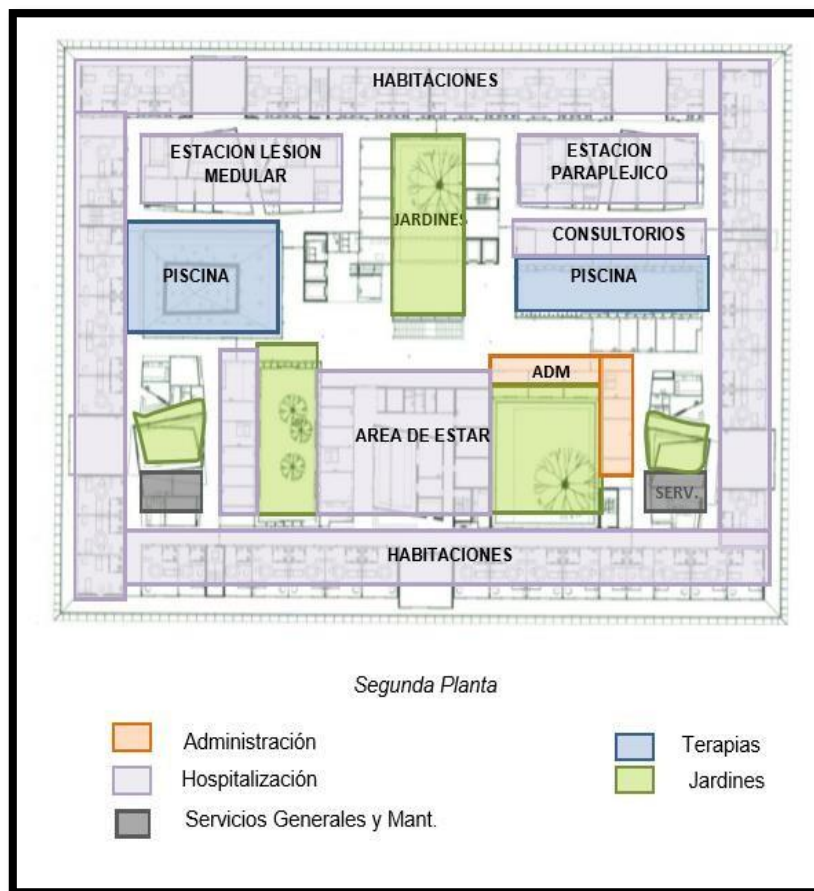 HABITACIONES
ESTACION LESION
MEDULAR
ESTACION
PARAPLEJICO
JARDINES
CONSULTORIOS
PISCINA
PISCINA
ADM
AREA DE ESTAR
SERV.
HABITACIONES
Segunda Planta
Administración
Terapias
Hospitalización
Jardines
Servicios Generales y Mant.